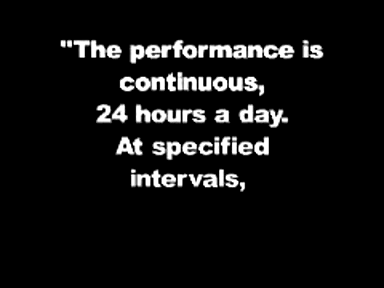 "The performance is
continuous,
24 hours a day.
At specified
intervals,